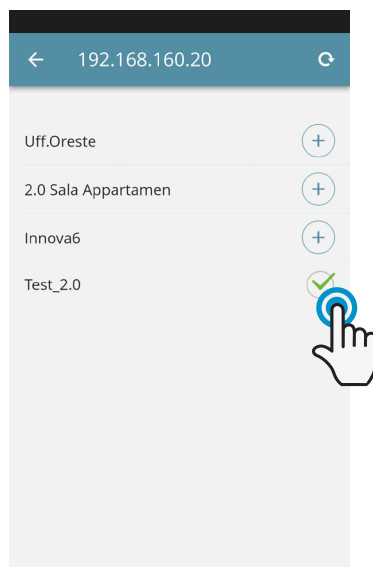 192.168.160.20
Uff.Oreste
2.0 Sala Appartamen
Innova6
Test_2.0